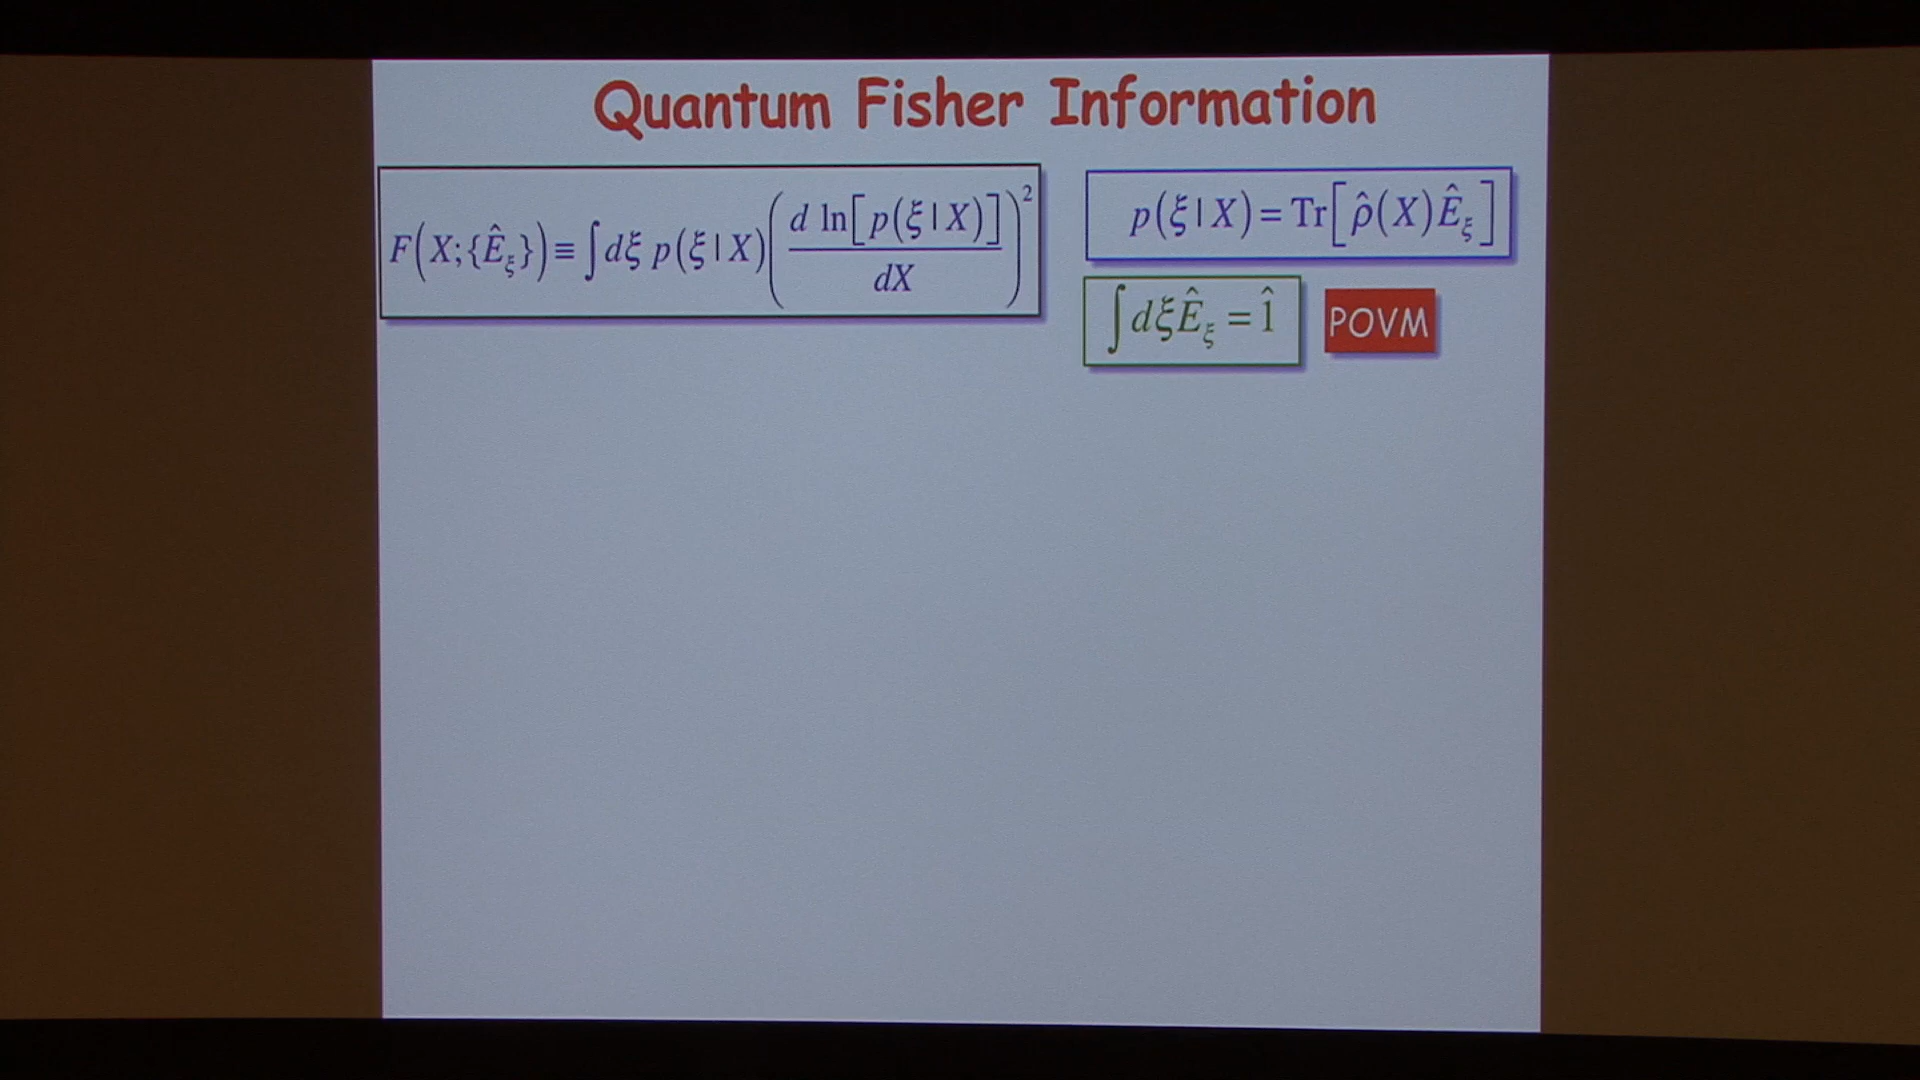 Quantum Fisher Information
F(X;{Ê_ξ}) ≡ ∫dξ p(ξ|X) (d ln[p(ξ|X)] / dX)²
p(ξ|X) = Tr[ρ̂(X)Ê_ξ]
∫dξÊ_ξ = 1̂
POVM